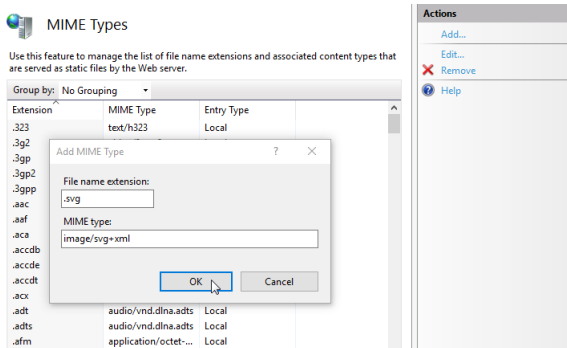 MIME Types
Use this feature to manage the list of file name extensions and associated content types that
are served as static files by the Web server.
Group by: No Grouping
Extension MIME Type Entry Type
.323 text/h323 Local
.3g2
.3gp
.3gp2
.3gpp
.aac
.aaf
.aca
.accdb
.accde
.accdt
.acx
.adt audio/vnd.dlna.adts Local
.adts audio/vnd.dlna.adts Local
.afm application/octet-... Local
Add MIME Type ?
File name extension:
.svg
MIME type:
image/svg+xml
OK Cancel
Actions
Add...
Edit...
Remove
Help